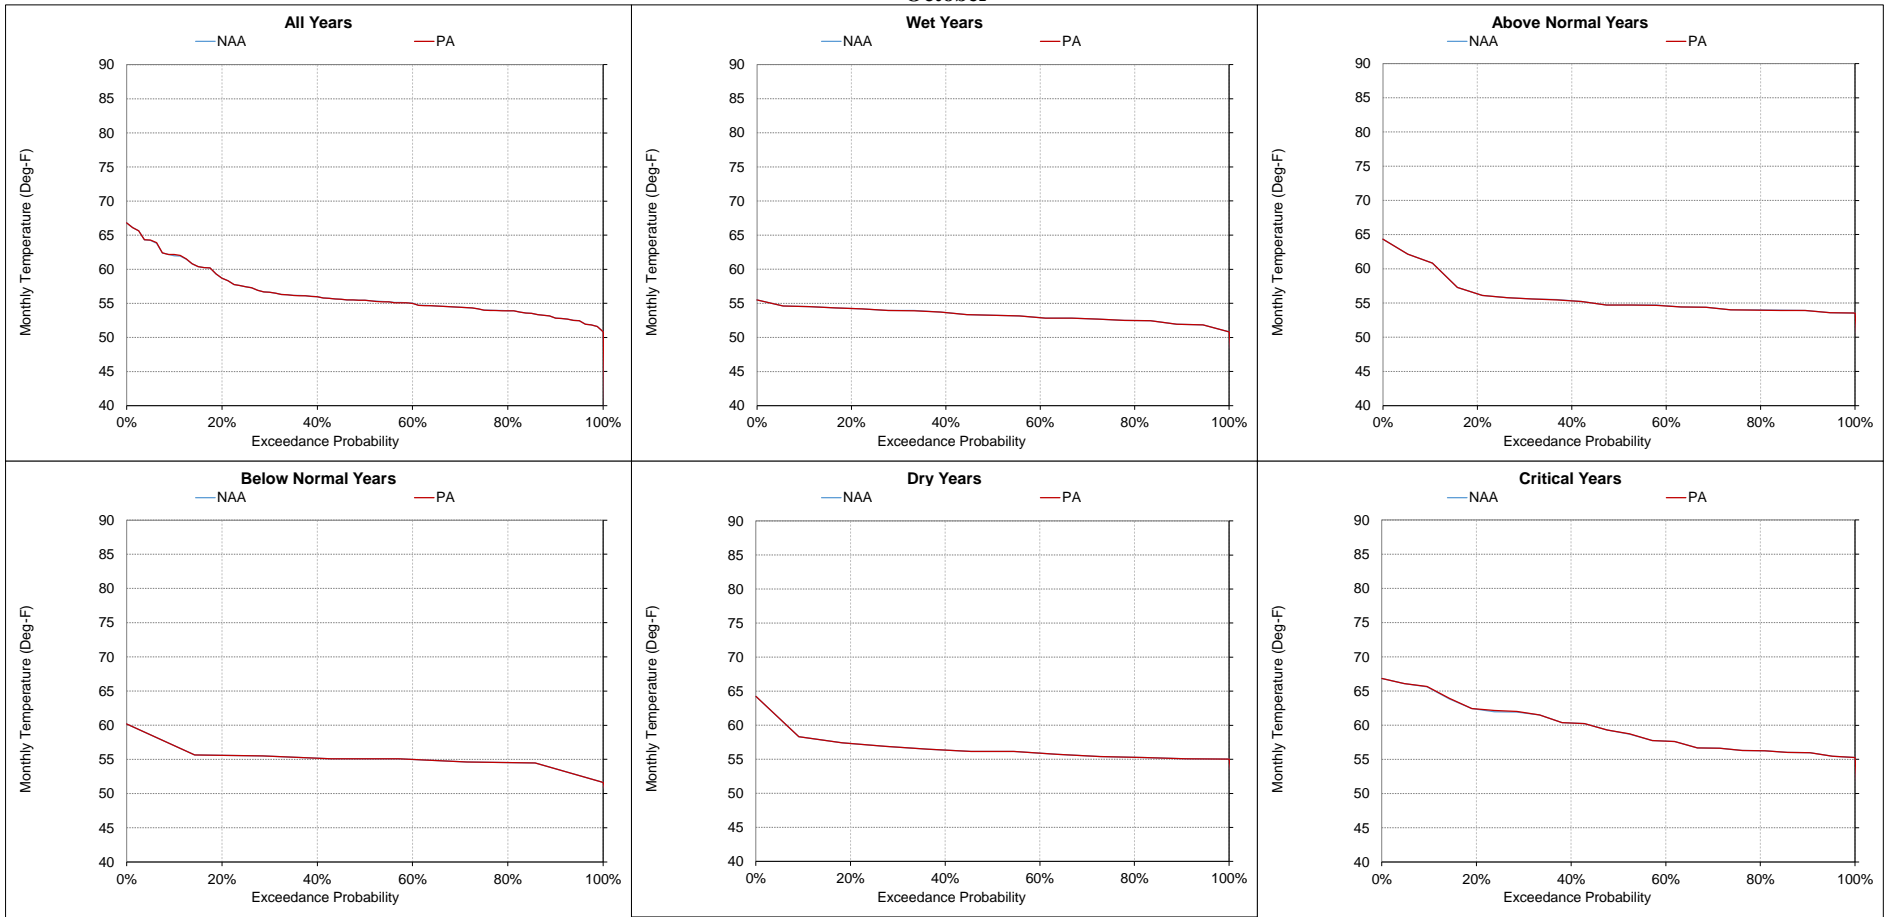 All Years
NAA PA
90
85
80
75
70
65
60
55
50
45
40
0% 20% 40% 60% 80% 100%
Monthly Temperature (Deg-F)
Exceedance Probability
Wet Years
NAA PA
90
85
80
75
70
65
60
55
50
45
40
0% 20% 40% 60% 80% 100%
Monthly Temperature (Deg-F)
Exceedance Probability
Above Normal Years
NAA PA
90
85
80
75
70
65
60
55
50
45
40
0% 20% 40% 60% 80% 100%
Monthly Temperature (Deg-F)
Exceedance Probability
Below Normal Years
NAA PA
90
85
80
75
70
65
60
55
50
45
40
0% 20% 40% 60% 80% 100%
Monthly Temperature (Deg-F)
Exceedance Probability
Dry Years
NAA PA
90
85
80
75
70
65
60
55
50
45
40
0% 20% 40% 60% 80% 100%
Monthly Temperature (Deg-F)
Exceedance Probability
Critical Years
NAA PA
90
85
80
75
70
65
60
55
50
45
40
0% 20% 40% 60% 80% 100%
Monthly Temperature (Deg-F)
Exceedance Probability